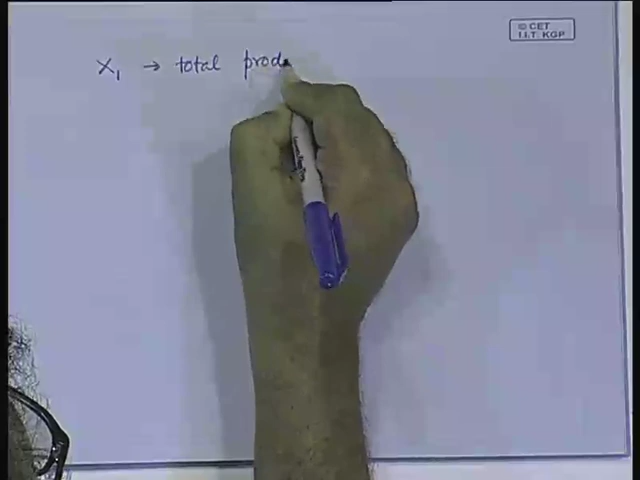 © CET
I.I.T. KGP
X₁ → total prod